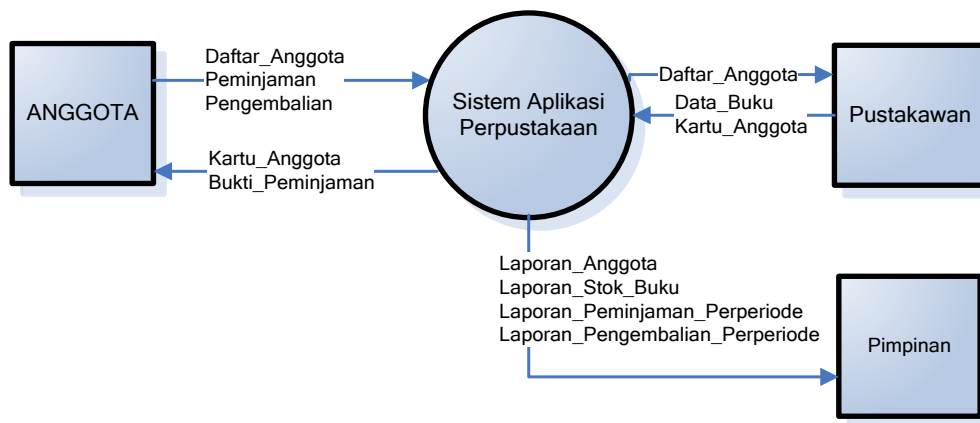 ANGGOTA
Daftar_Anggota
Peminjaman
Pengembalian
Kartu_Anggota
Bukti_Peminjaman
Sistem Aplikasi
Perpustakaan
Daftar_Anggota
Data_Buku
Kartu_Anggota
Pustakawan
Laporan_Anggota
Laporan_Stok_Buku
Laporan_Peminjaman_Perperiode
Laporan_Pengembalian_Perperiode
Pimpinan